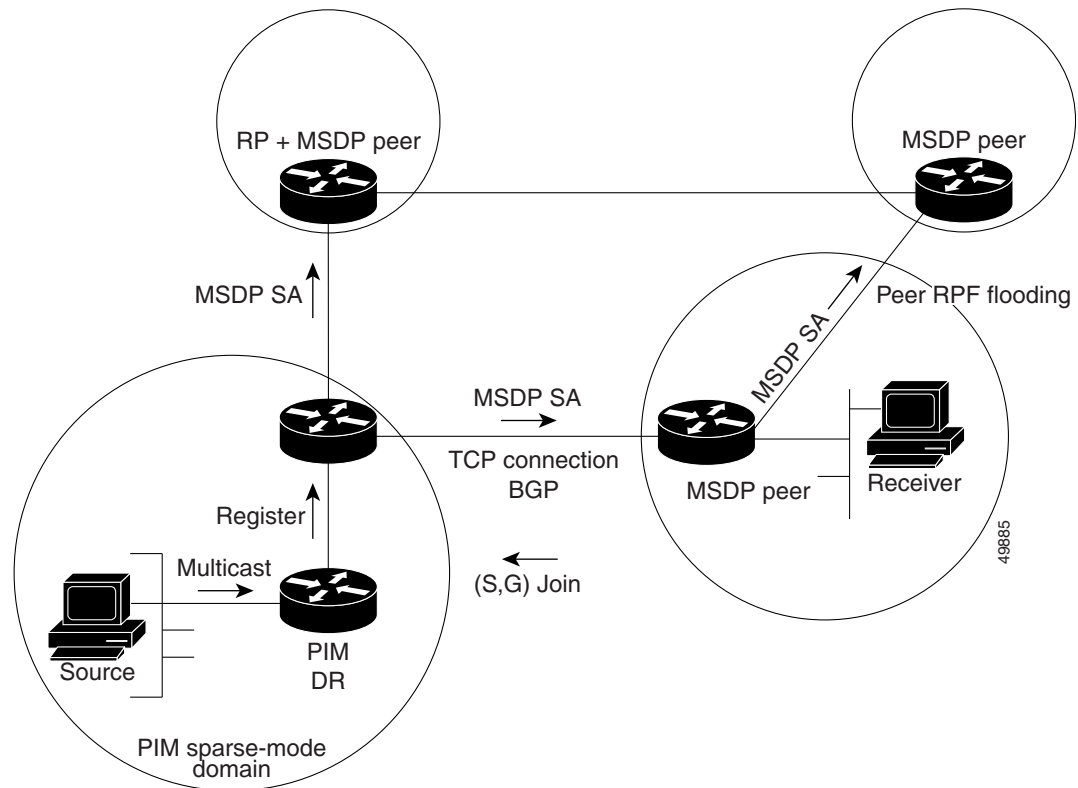 RP + MSDP peer
MSDP peer
MSDP SA
Peer RPF flooding
MSDP SA
MSDP SA
TCP connection
BGP
MSDP peer
Receiver
Register
49885
Multicast
(S,G) Join
Source
PIM
DR
PIM sparse-mode
domain